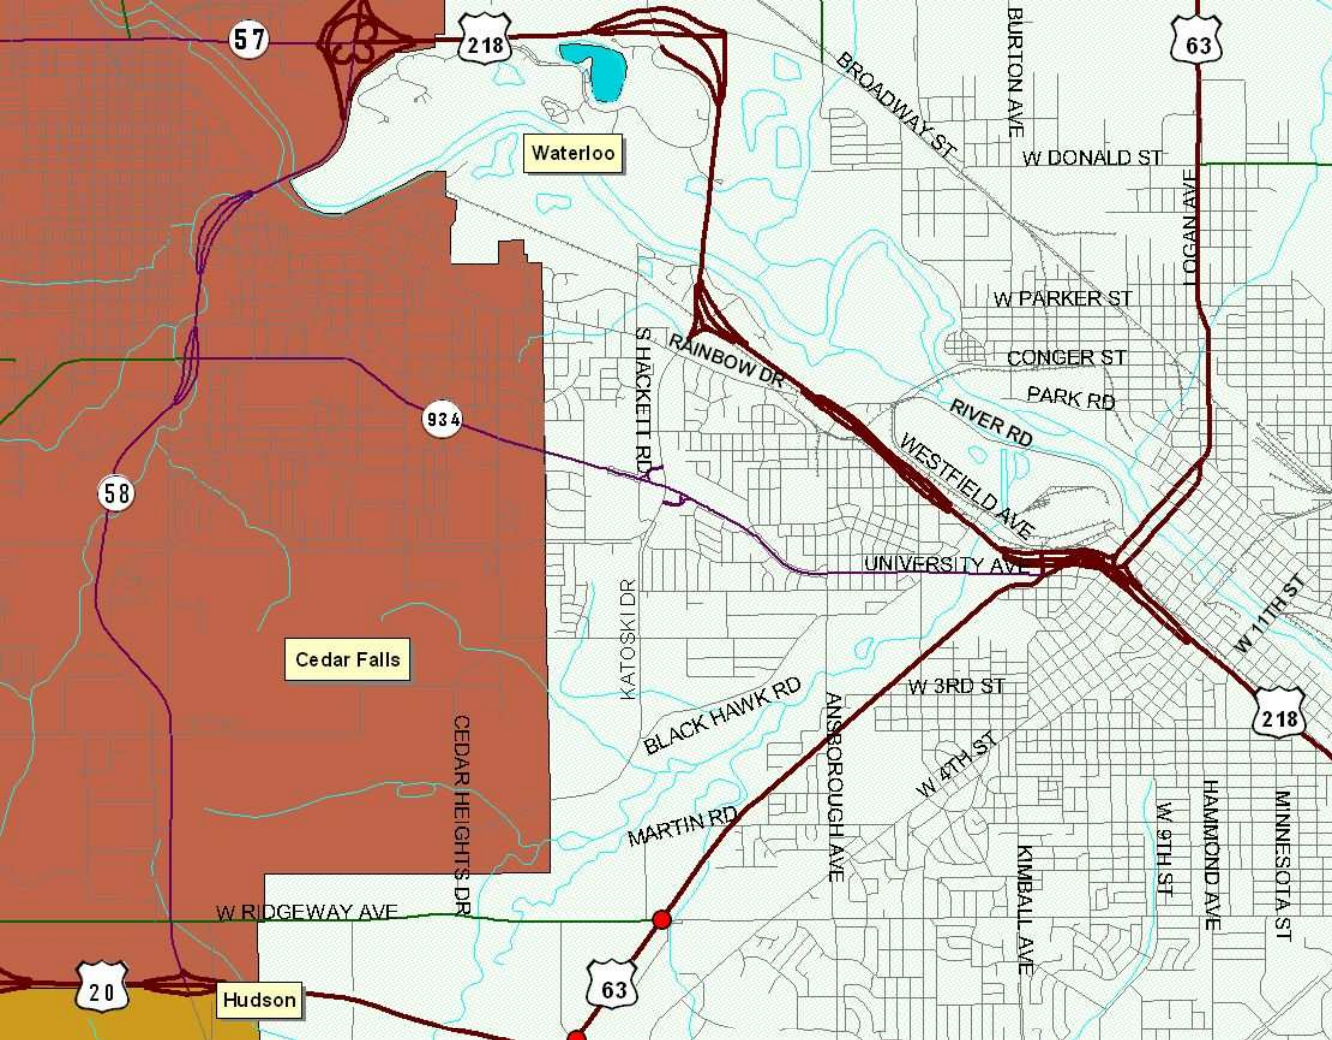 57
218
BURTON AVE
63
BROADWAY ST
Waterloo
W DONALD ST
LOGAN AVE
W PARKER ST
S HACKETT RD
RAINBOW DR
CONGER ST
PARK RD
934
RIVER RD
WESTFIELD AVE
58
UNIVERSITY AVE
KATOSKI DR
W 11TH ST
Cedar Falls
W 3RD ST
BLACK HAWK RD
ANSBOROUGH AVE
218
CEDAR HEIGHTS DR
W 4TH ST
MARTIN RD
W 9TH ST
HAMMOND AVE
MINNESOTA ST
KIMBALL AVE
W RIDGEWAY AVE
20
Hudson
63